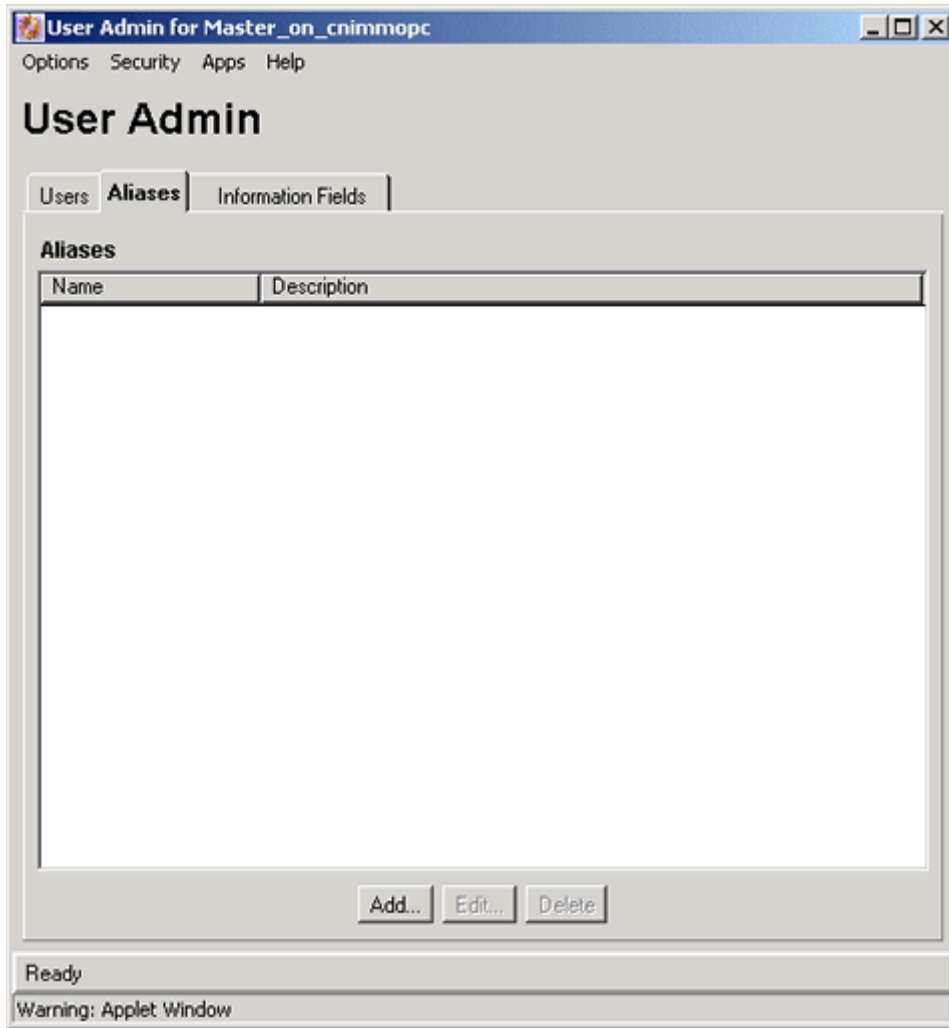 User Admin for Master_on_cnimmopc
Options Security Apps Help
User Admin
Users Aliases Information Fields
Aliases
Name Description
Add... Edit... Delete
Ready
Warning: Applet Window